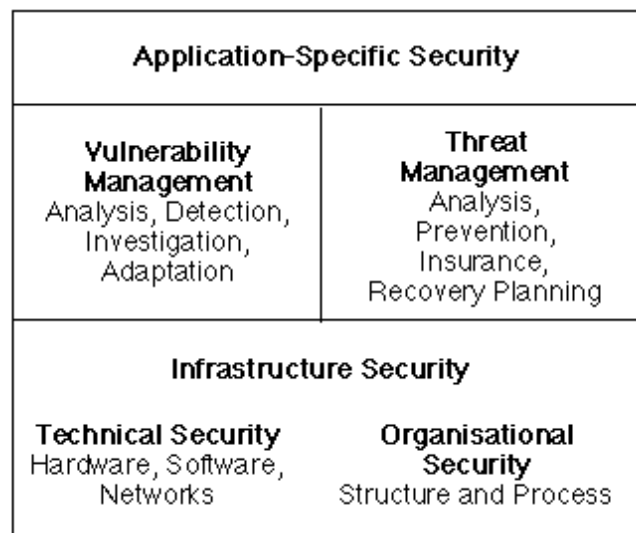 Application-Specific Security
Vulnerability
Management
Analysis, Detection,
Investigation,
Adaptation
Threat
Management
Analysis,
Prevention,
Insurance,
Recovery Planning
Infrastructure Security
Technical Security
Hardware, Software,
Networks
Organisational
Security
Structure and Process